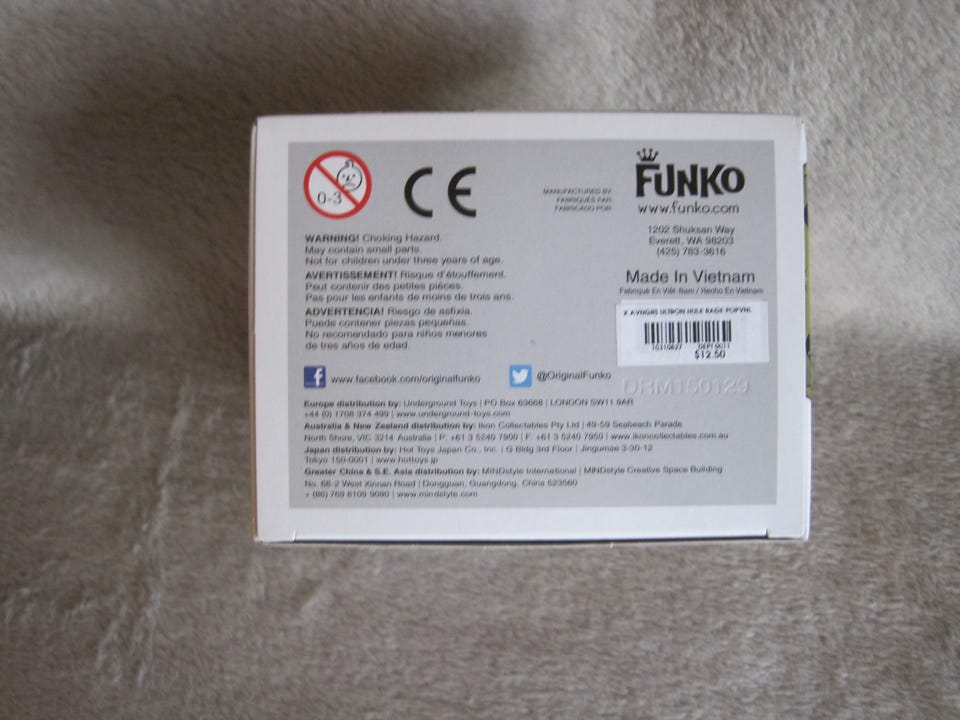 0-3
CE
MANUFACTURED BY:
FABRIQUÉS PAR:
FABRICADO POR:
FUNKO
www.funko.com
1202 Shuksan Way
Everett, WA 98203
(425) 783-3616
Made In Vietnam
Fabriqué En Viêt-Nam / Hecho En Vietnam
WARNING! Choking Hazard.
May contain small parts.
Not for children under three years of age.
AVERTISSEMENT! Risque d'étouffement.
Peut contenir des petites pièces.
Pas pour les enfants de moins de trois ans.
ADVERTENCIA! Riesgo de asfixia.
Puede contener piezas pequeñas.
No recomendado para niños menores
de tres años de edad.
X AVNGRS ULTRON HULK RAGE POPVNL
10310827 DEPT 0011
$12.50
f www.facebook.com/originalfunko
@OriginalFunko
DRM150129
Europe distribution by: Underground Toys | PO Box 63668 | LONDON SW11 9AR
+44 (0) 1708 374 499 | www.underground-toys.com
Australia & New Zealand distribution by: Ikon Collectables Pty Ltd | 49-59 Seabeach Parade
North Shore, VIC 3214 Australia | P: +61 3 5240 7900 | F: +61 3 5240 7950 | www.ikoncollectables.com.au
Japan distribution by: Hot Toys Japan Co., Inc. | G Bldg 3rd Floor | Jingumae 3-30-12
Tokyo 150-0001 | www.hottoys.jp
Greater China & S.E. Asia distribution by: MINDstyle International | MINDstyle Creative Space Building
No. 68-2 West Xinnan Road | Dongguan, Guangdong, China 523560
+ (86) 769 8109 9090 | www.mindstyle.com